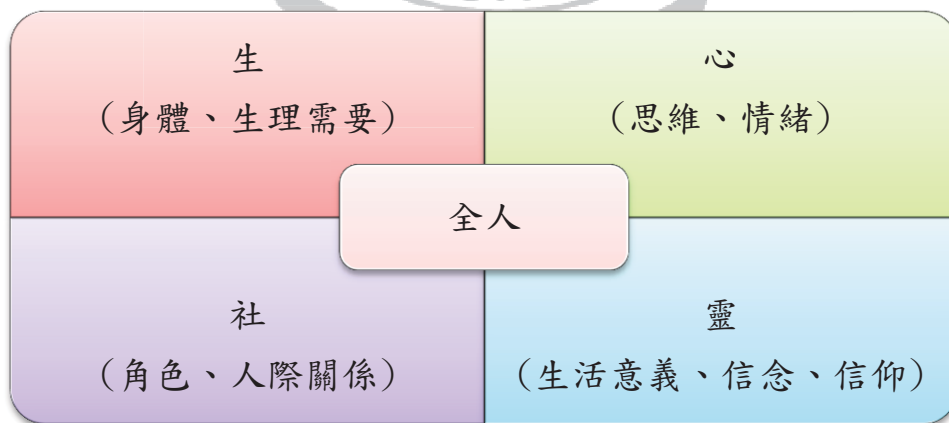 生
（身體、生理需要）
心
（思維、情緒）
全人
社
（角色、人際關係）
靈
（生活意義、信念、信仰）